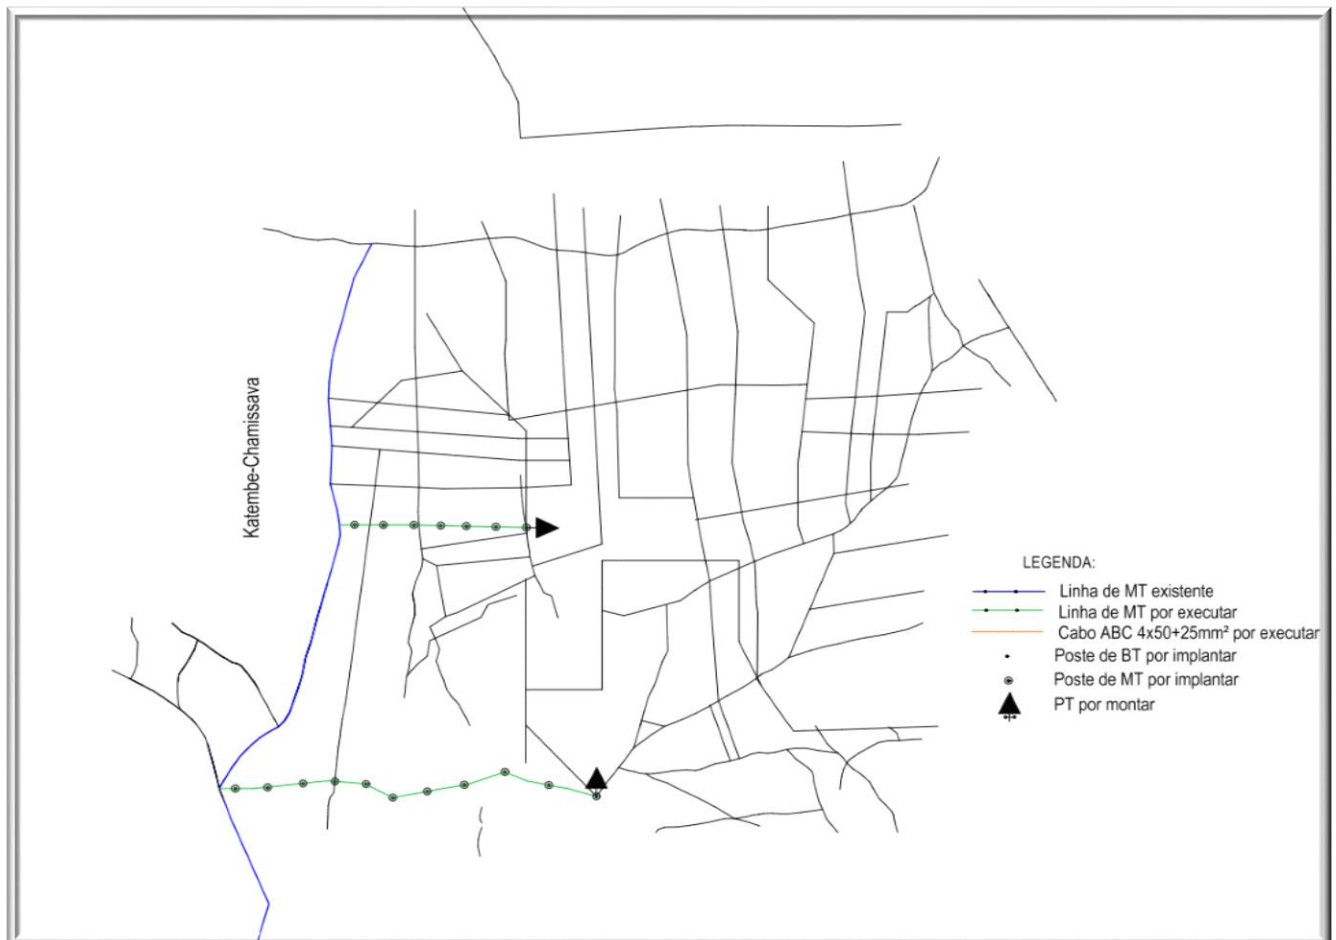 Katembe-Chamissava
LEGENDA:
Linha de MT existente
Linha de MT por executar
Cabo ABC 4x50+25mm² por executar
Poste de BT por implantar
Poste de MT por implantar
PT por montar